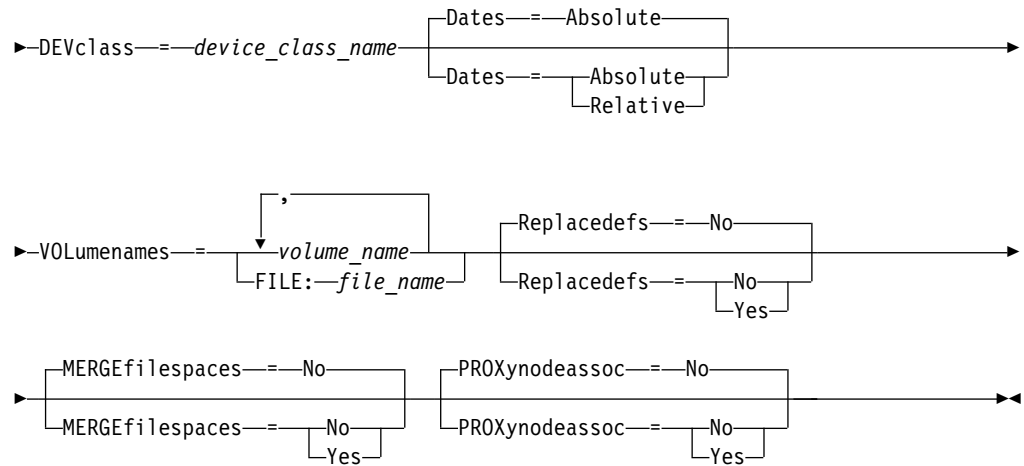 Dates = Absolute
DEVclass = device_class_name
Dates = Absolute
Relative
,
VOLumenames = volume_name
FILE: file_name
Replacedefs = No
Replacedefs = No
Yes
MERGEfilespaces = No
MERGEfilespaces = No
Yes
PROXynodeassoc = No
PROXynodeassoc = No
Yes